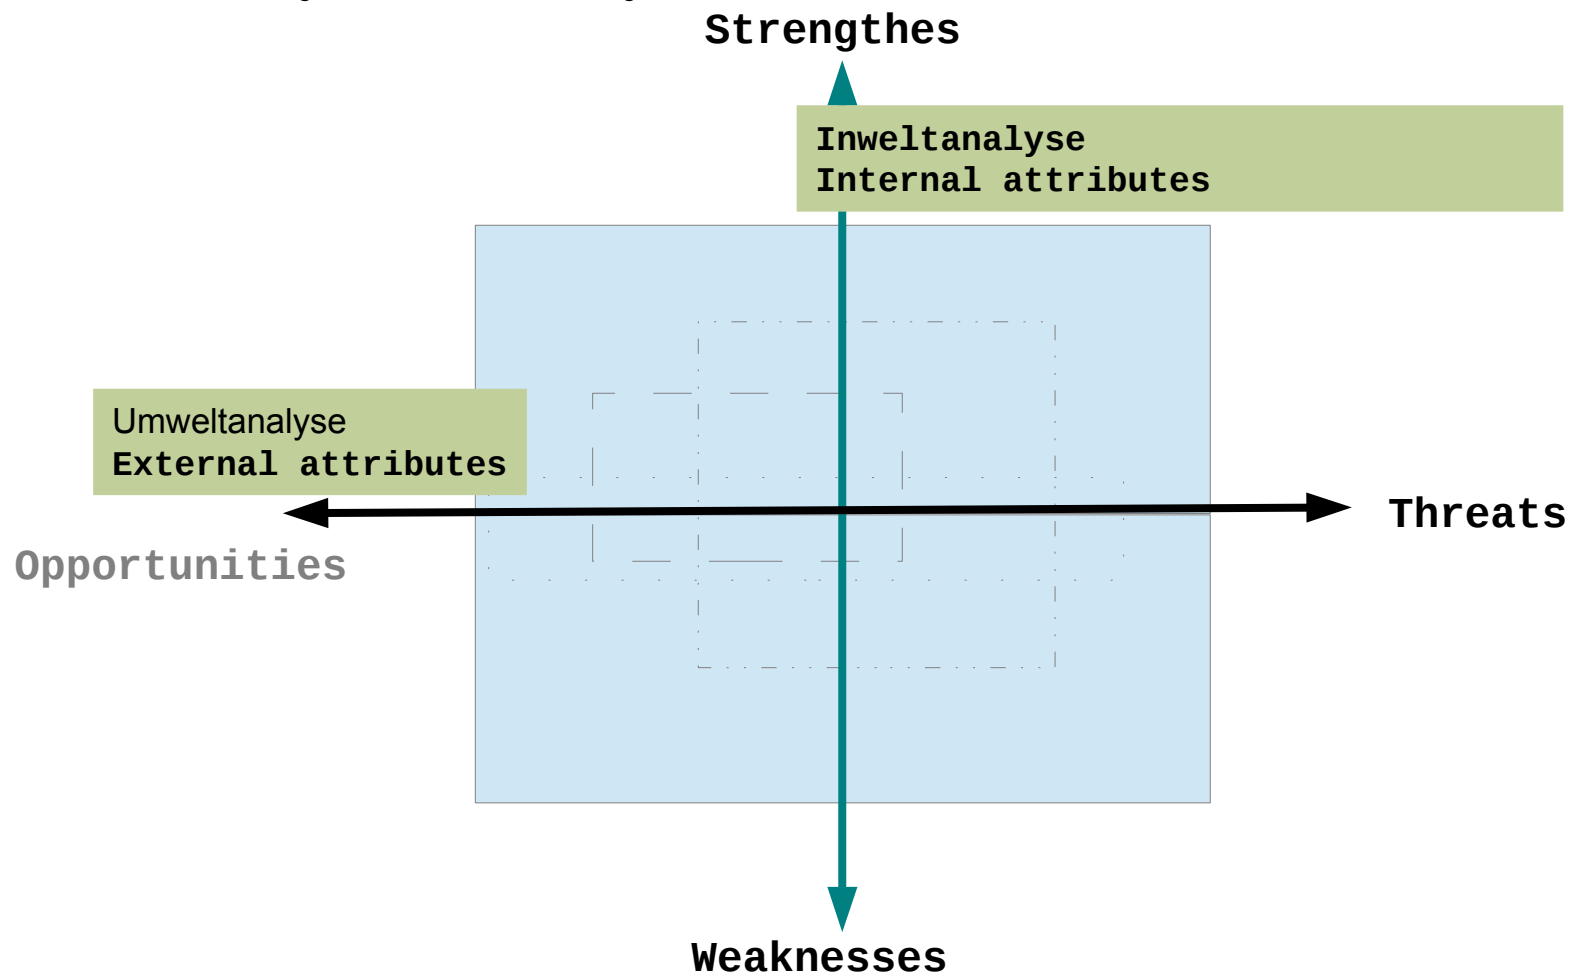 Strengthes
Inweltanalyse
Internal attributes
Umweltanalyse
External attributes
Threats
Opportunities
Weaknesses